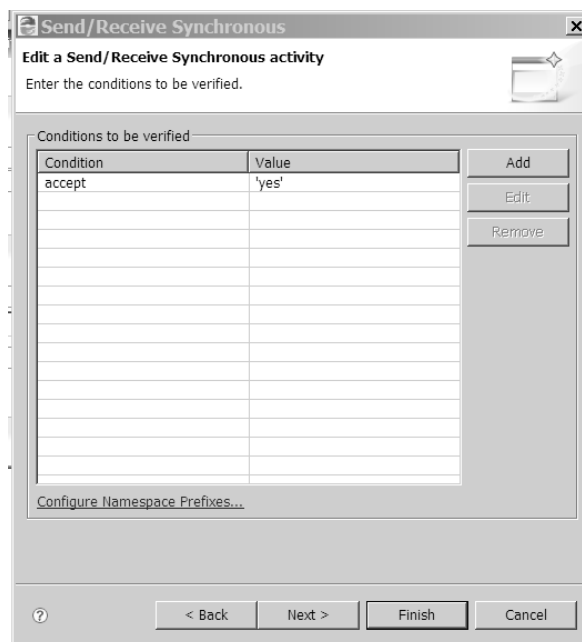 Send/Receive Synchronous
Edit a Send/Receive Synchronous activity
Enter the conditions to be verified.
Conditions to be verified
Condition Value
accept 'yes'
Add
Edit
Remove
Configure Namespace Prefixes...
< Back Next > Finish Cancel